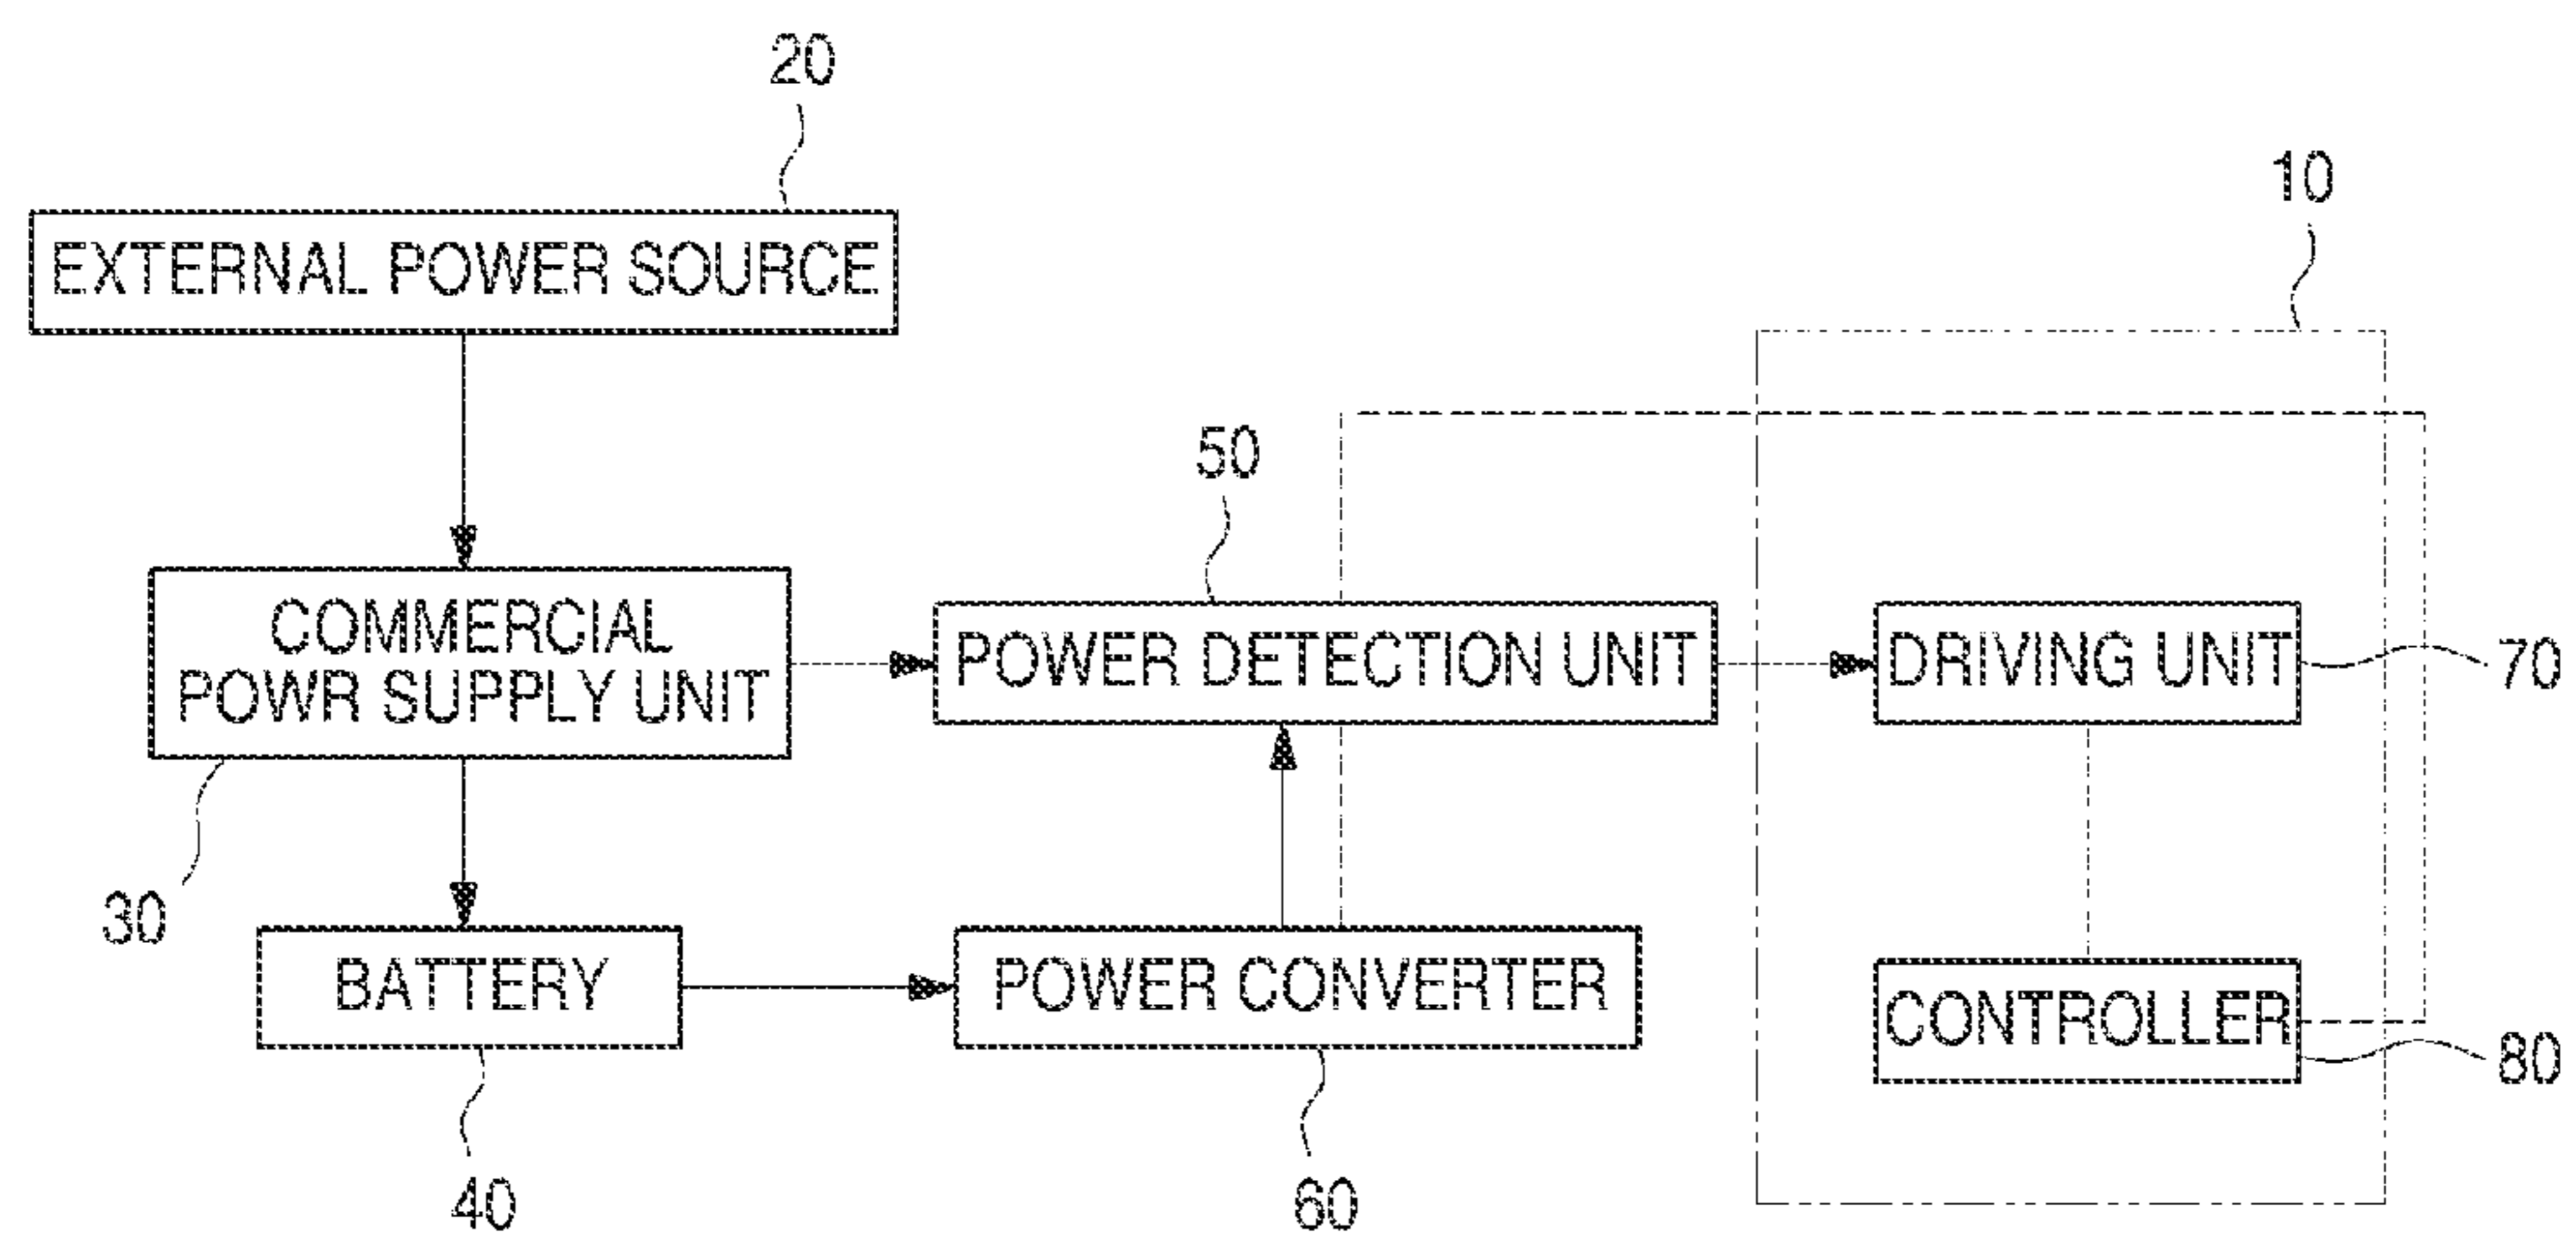 20
10
EXTERNAL POWER SOURCE
50
COMMERCIAL
POWR SUPPLY UNIT
POWER DETECTION UNIT
DRIVING UNIT
70
30
BATTERY
POWER CONVERTER
CONTROLLER
80
40
60